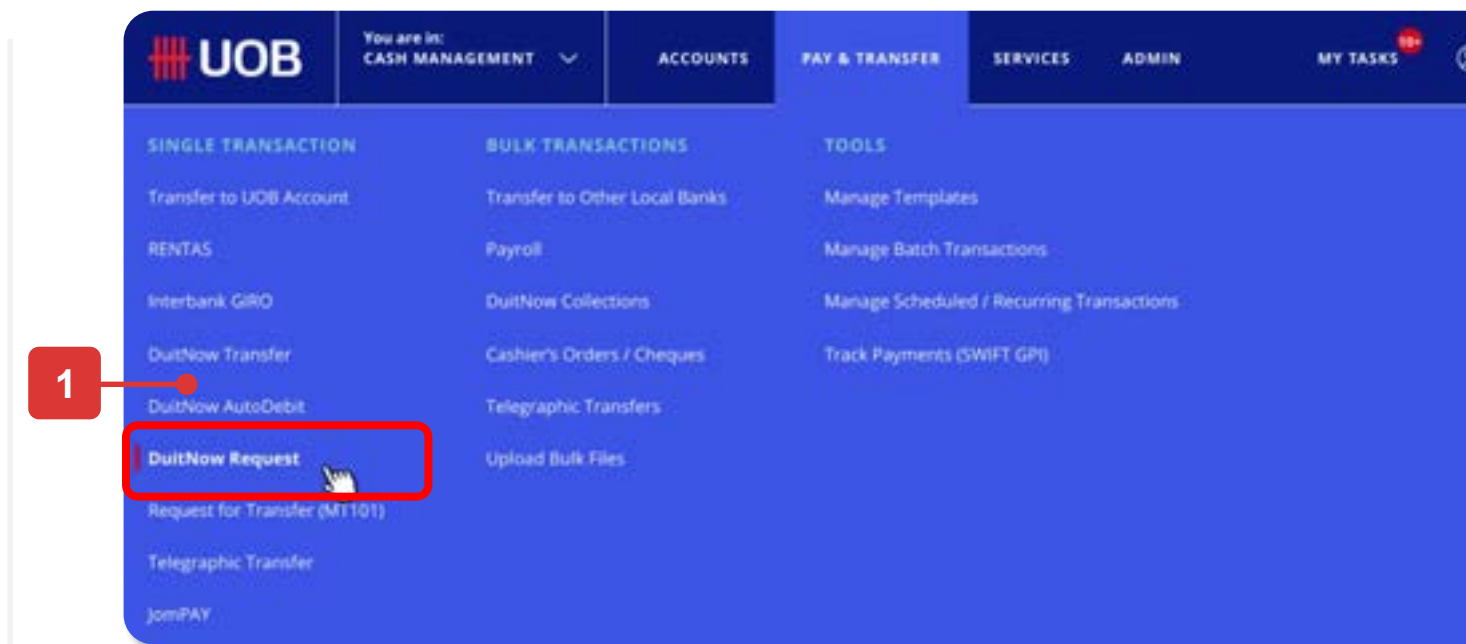 UOB
You are in:
CASH MANAGEMENT
ACCOUNTS
PAY & TRANSFER
SERVICES
ADMIN
MY TASKS
SINGLE TRANSACTION
Transfer to UOB Account
RENTAS
Interbank GIRO
DuitNow Transfer
DuitNow AutoDebit
DuitNow Request
Request for Transfer (MT101)
Telegraphic Transfer
JomPAY
BULK TRANSACTIONS
Transfer to Other Local Banks
Payroll
DuitNow Collections
Cashier's Orders / Cheques
Telegraphic Transfers
Upload Bulk Files
TOOLS
Manage Templates
Manage Batch Transactions
Manage Scheduled / Recurring Transactions
Track Payments (SWIFT GPI)
1